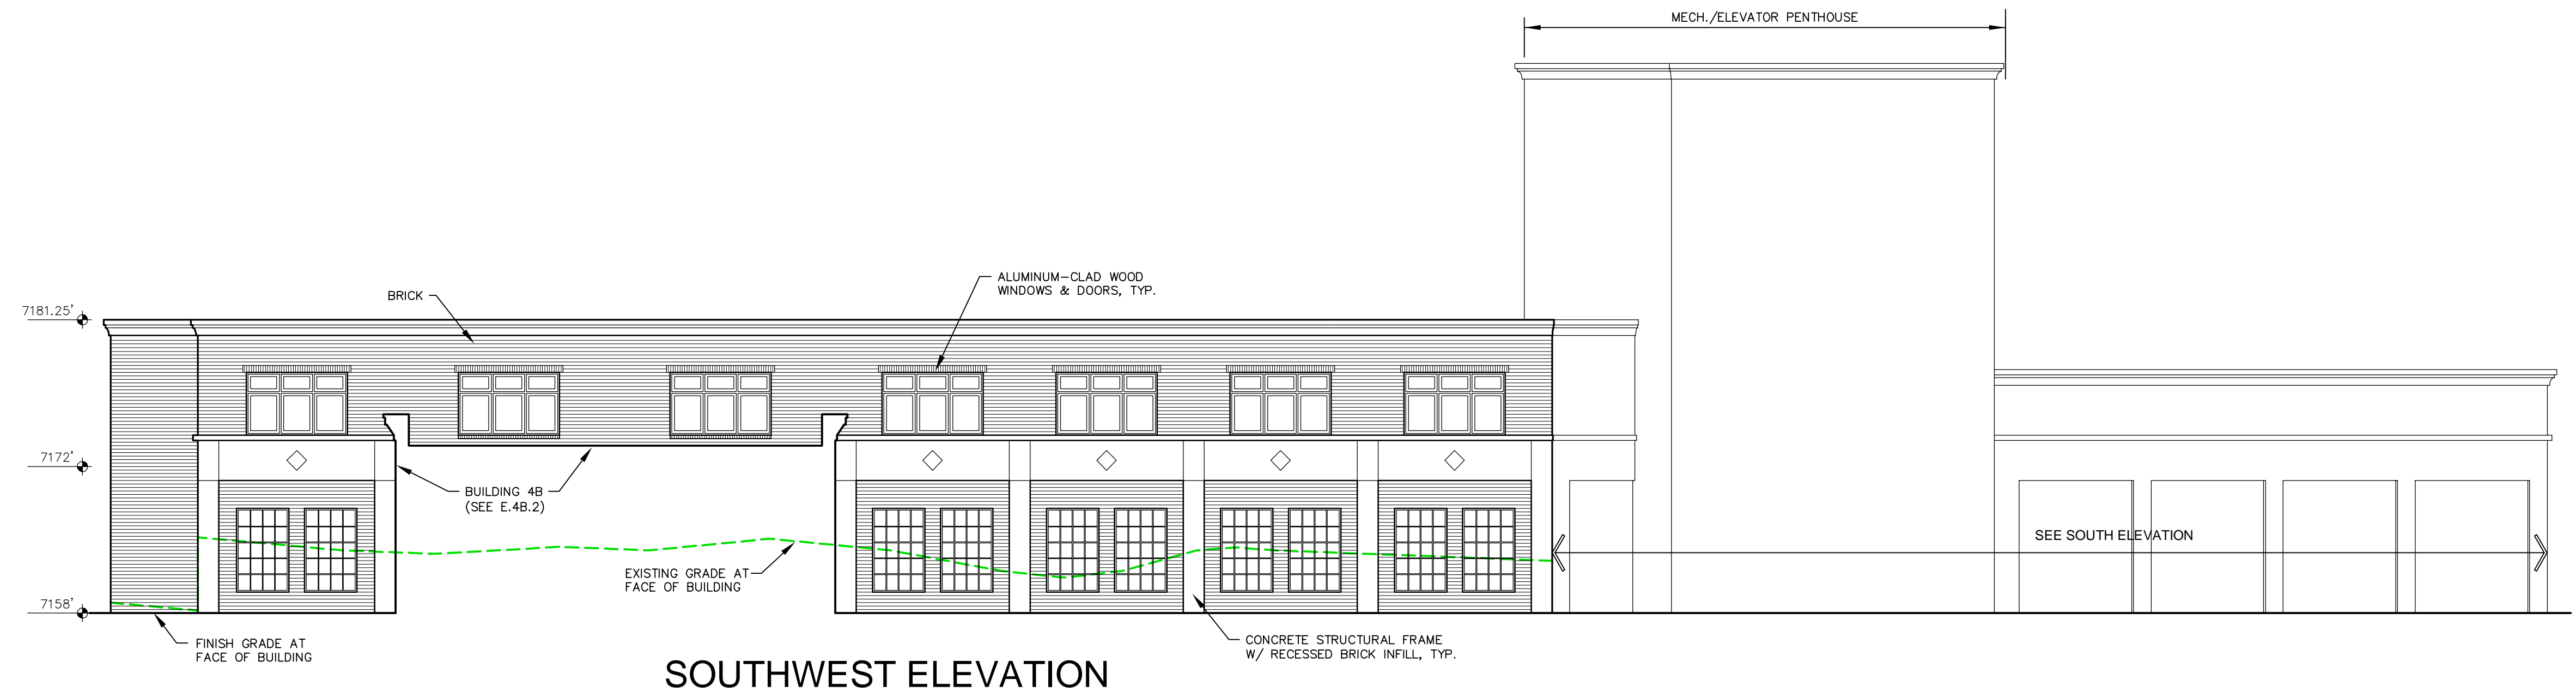 MECH./ELEVATOR PENTHOUSE
ALUMINUM-CLAD WOOD
WINDOWS & DOORS, TYP.
BRICK
7181.25'
7172'
BUILDING 4B
(SEE E.4B.2)
SEE SOUTH ELEVATION
EXISTING GRADE AT
FACE OF BUILDING
7158'
FINISH GRADE AT
FACE OF BUILDING
CONCRETE STRUCTURAL FRAME
W/ RECESSED BRICK INFILL, TYP.
SOUTHWEST ELEVATION